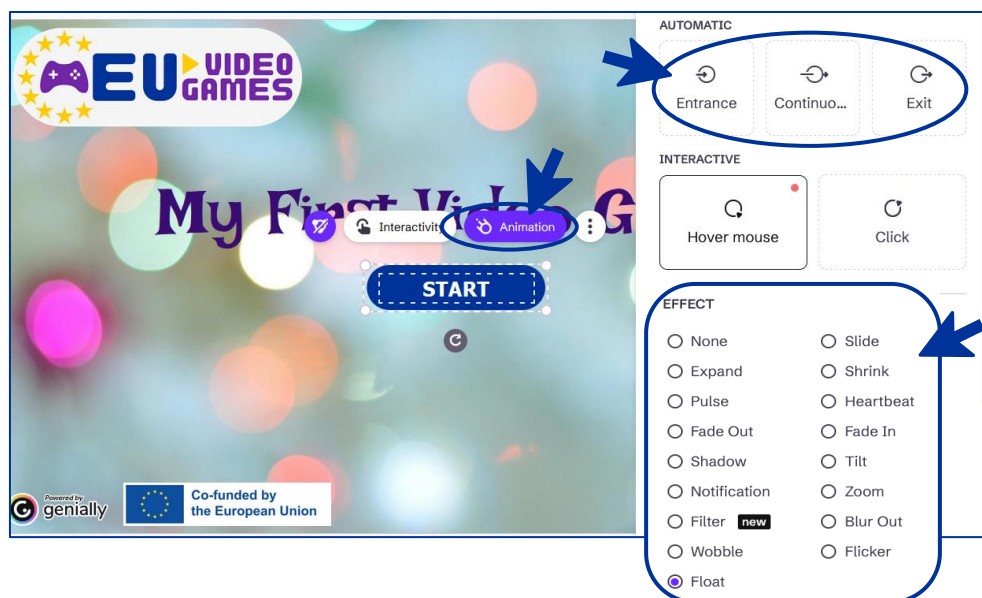 EU VIDEO
GAMES
My First Video G
Interactivity
Animation
START
Powered by
genially
Co-funded by
the European Union
AUTOMATIC
Entrance
Continuo...
Exit
INTERACTIVE
Hover mouse
Click
EFFECT
None
Slide
Expand
Shrink
Pulse
Heartbeat
Fade Out
Fade In
Shadow
Tilt
Notification
Zoom
Filter new
Blur Out
Wobble
Flicker
Float